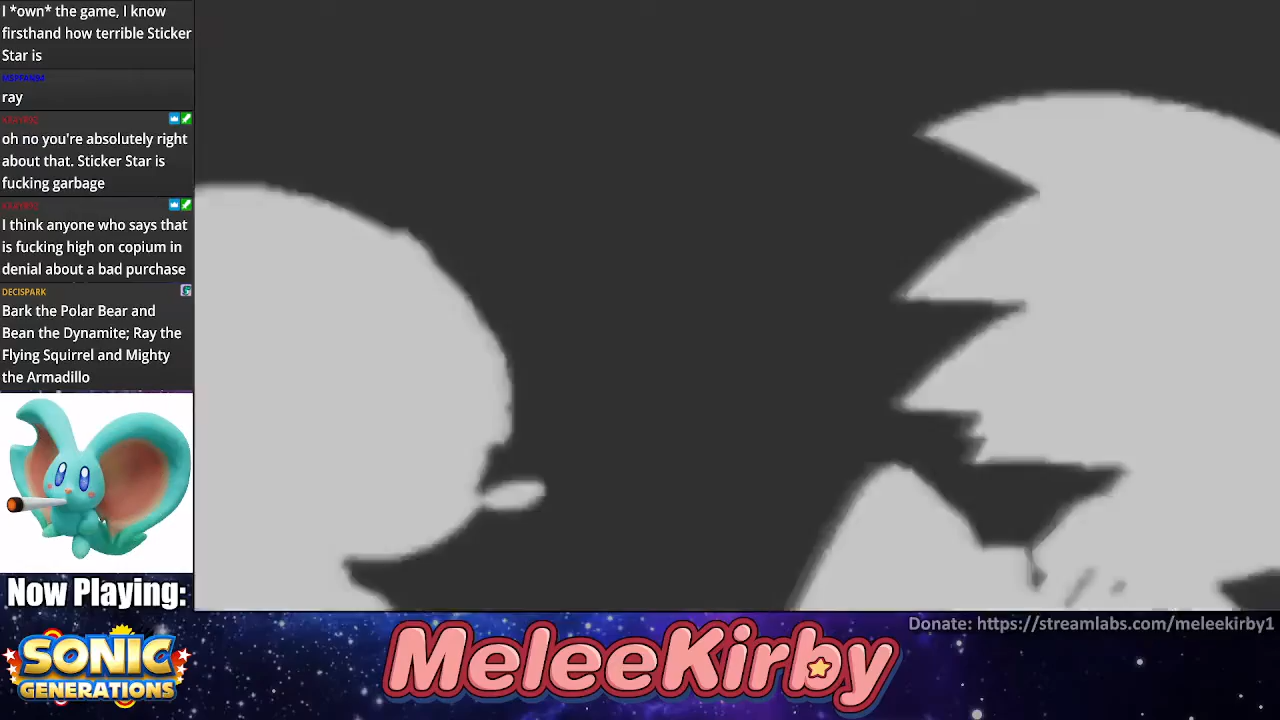 I *own* the game, I know
firsthand how terrible Sticker
Star is
ray
oh no you're absolutely right
about that. Sticker Star is
fucking garbage
I think anyone who says that
is fucking high on copium in
denial about a bad purchase
DECISPARK
Bark the Polar Bear and
Bean the Dynamite; Ray the
Flying Squirrel and Mighty
the Armadillo
Now Playing:
SONIC
GENERATIONS
MeleeKirby
Donate: https://streamlabs.com/meleekirby1